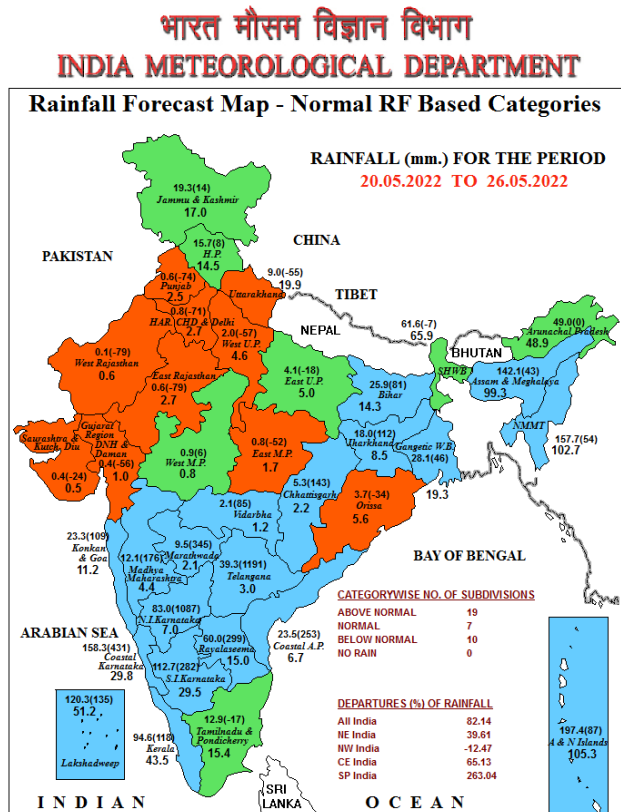 भारत मौसम विज्ञान विभाग
INDIA METEOROLOGICAL DEPARTMENT
Rainfall Forecast Map - Normal RF Based Categories
RAINFALL (mm.) FOR THE PERIOD
20.05.2022 TO 26.05.2022
19.3(14)
Jammu & Kashmir
17.0
15.7(8)
H.P.
14.5
CHINA
PAKISTAN
0.6(-74)
Punjab
2.5
9.0(-55)
19.9
Uttarakhand
TIBET
0.8(-71)
HAR. CHD & Delhi
2.7
2.0(-57)
West U.P.
4.6
NEPAL
61.6(-7)
65.9
BHUTAN
SHWB
49.0(0)
Arunachal Pradesh
48.9
0.1(-79)
West Rajasthan
0.6
East Rajasthan
0.6(-79)
2.7
4.1(-18)
East U.P.
5.0
25.9(81)
Bihar
14.3
142.1(43)
Assam & Meghalaya
99.3
NMMT
157.7(54)
102.7
Saurashtra &
Kutch, Diu
0.4(-24)
0.5
Gujarat
Region
DNH &
Daman
0.4(-56)
1.0
0.9(6)
West M.P.
0.8
0.8(-52)
East M.P.
1.7
18.0(112)
Jharkhand
8.5
Gangetic W.B.
28.1(46)
19.3
5.3(143)
Chhattisgarh
2.2
3.7(-34)
Orissa
5.6
2.1(85)
Vidarbha
1.2
23.3(109)
Konkan
& Goa
11.2
12.1(176)
Madhya
Maharashtra
4.4
9.5(345)
Marathwada
2.1
39.3(1191)
Telangana
3.0
BAY OF BENGAL
83.0(1087)
N.I.Karnataka
7.0
ARABIAN SEA
158.3(431)
Coastal
Karnataka
29.8
60.0(299)
Rayalaseema
15.0
23.5(253)
Coastal A.P.
6.7
112.7(282)
S.I.Karnataka
29.5
120.3(135)
51.2
Lakshadweep
94.6(118)
Kerala
43.5
12.9(-17)
Tamilnadu &
Pondicherry
15.4
CATEGORYWISE NO. OF SUBDIVISIONS
ABOVE NORMAL 19
NORMAL 7
BELOW NORMAL 10
NO RAIN 0
DEPARTURES (%) OF RAINFALL
All India 82.14
NE India 39.61
NW India -12.47
CE India 65.13
SP India 263.04
197.4(87)
A & N Islands
105.3
SRI
LANKA
INDIAN OCEAN